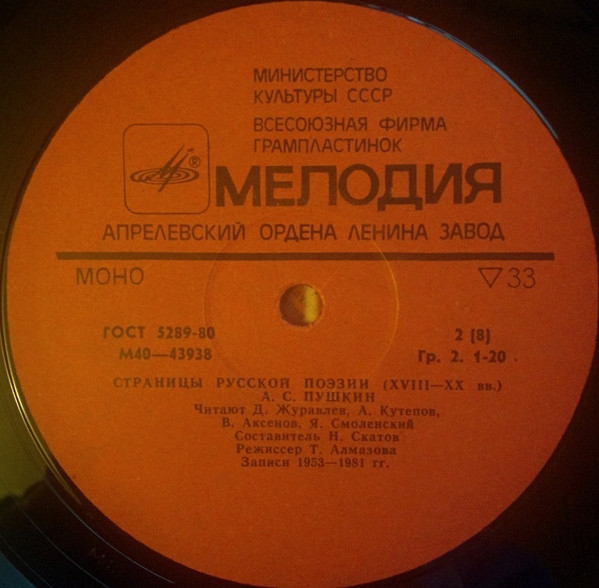 МИНИСТЕРСТВО
КУЛЬТУРЫ СССР
ВСЕСОЮЗНАЯ ФИРМА
ГРАМПЛАСТИНОК
®
МЕЛОДИЯ
АПРЕЛЕВСКИЙ ОРДЕНА ЛЕНИНА ЗАВОД
МОНО ▽33
ГОСТ 5289-80 2 (8)
М40—43938 Гр. 2. 1-20
СТРАНИЦЫ РУССКОЙ ПОЭЗИИ (XVIII—XX вв.)
А. С. ПУШКИН
Читают Д. Журавлев, А. Кутепов,
В. Аксенов, Я. Смоленский
Составитель Н. Скатов
Режиссер Т. Алмазова
Записи 1953—1981 гг.